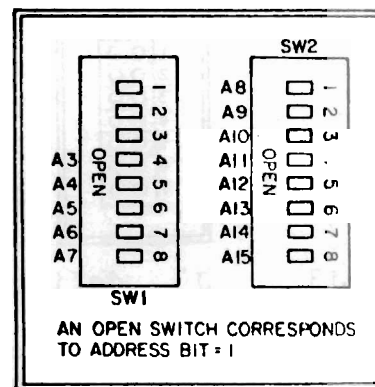 SW2
1 A8 1
2 A9 2
3 A10 3
A3 OPEN 4 A11 OPEN
A4 5 A12 5
A5 6 A13 6
A6 7 A14 7
A7 8 A15 8
SW1
AN OPEN SWITCH CORRESPONDS
TO ADDRESS BIT = 1